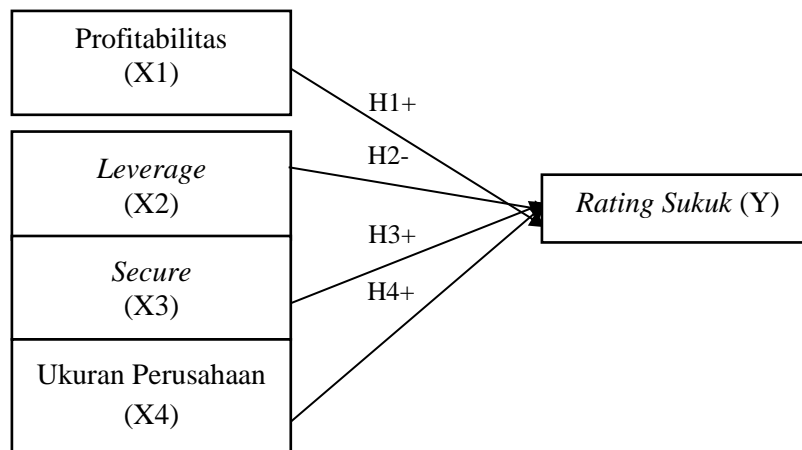 Profitabilitas
(X1)
H1+
H2-
Leverage
(X2)
Rating Sukuk (Y)
H3+
Secure
(X3)
H4+
Ukuran Perusahaan
(X4)